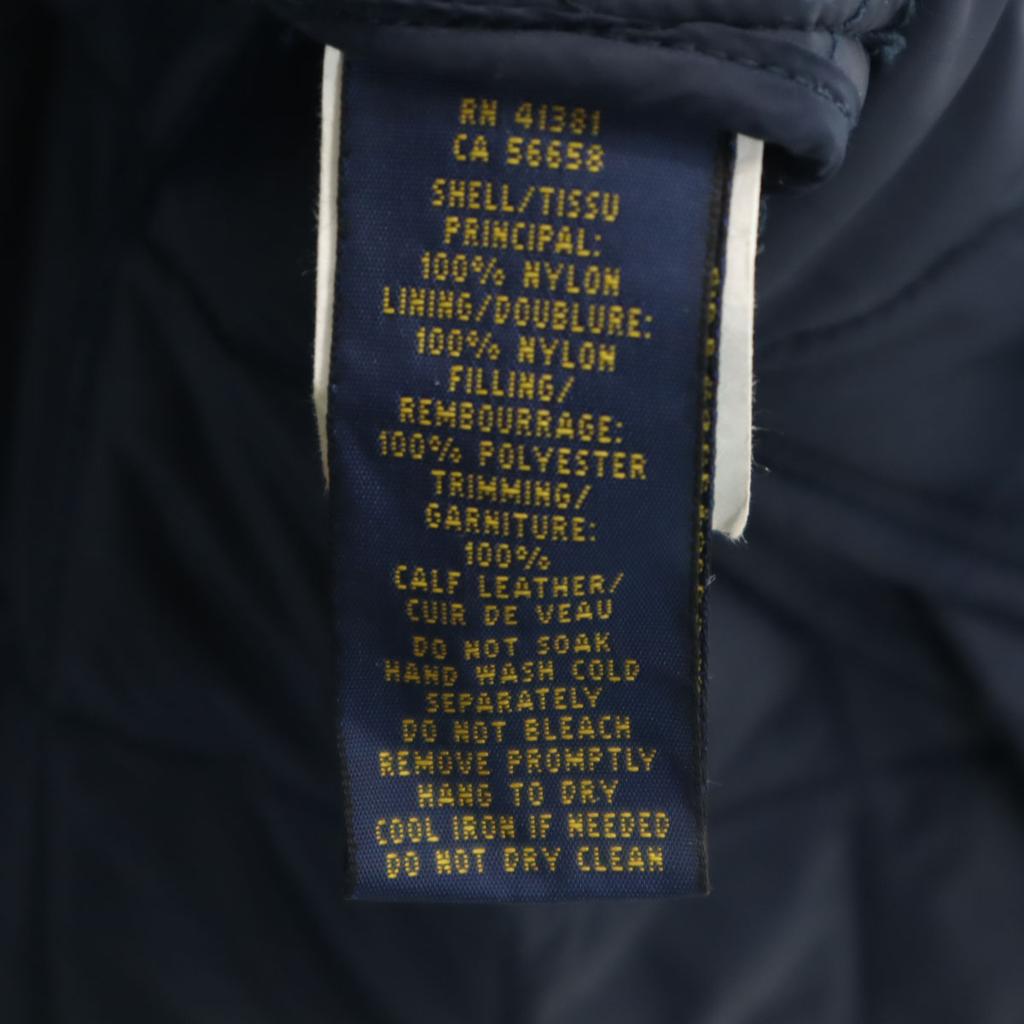 RN 41381
CA 56658
SHELL/TISSU
PRINCIPAL:
100% NYLON
LINING/DOUBLURE:
100% NYLON
FILLING/
REMBOURRAGE:
100% POLYESTER
TRIMMING/
GARNITURE:
100%
CALF LEATHER/
CUIR DE VEAU
DO NOT SOAK
HAND WASH COLD
SEPARATELY
DO NOT BLEACH
REMOVE PROMPTLY
HANG TO DRY
COOL IRON IF NEEDED
DO NOT DRY CLEAN